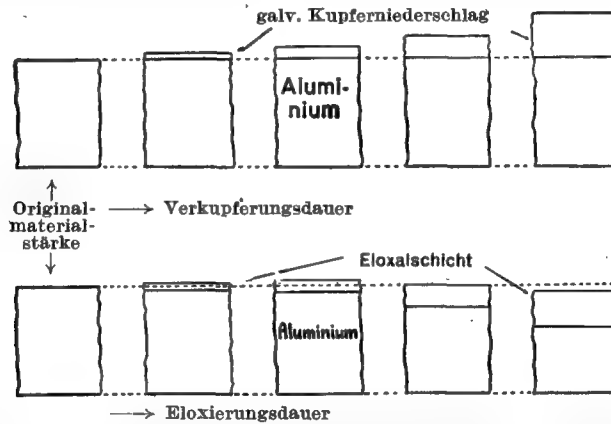 galv. Kupferniederschlag
Alumi-
nium
Original-
material-
stärke
→ Verkupferungsdauer
Eloxalschicht
Aluminium
→ Eloxierungsdauer